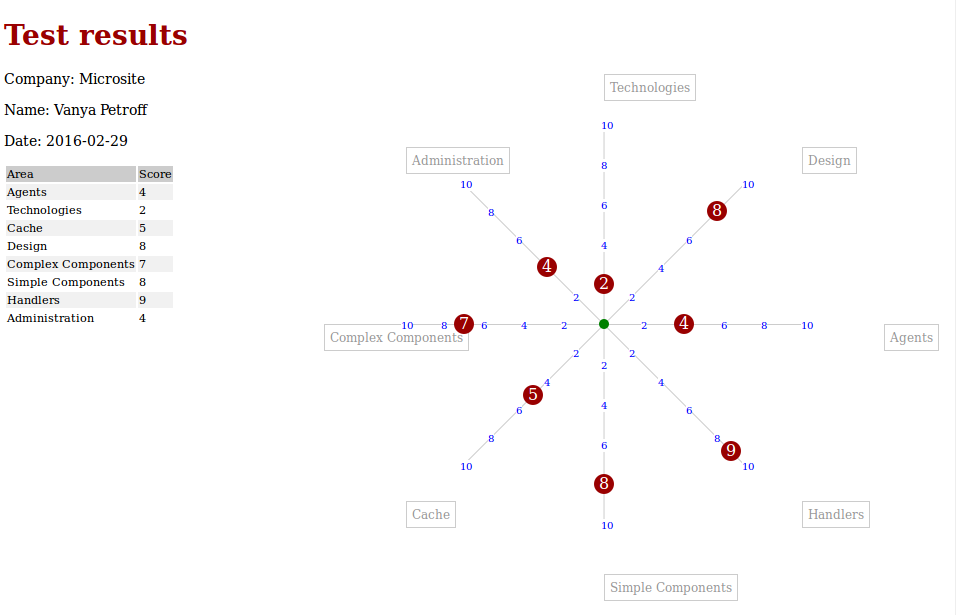 Test results
Company: Microsite
Name: Vanya Petroff
Date: 2016-02-29
Area Score
Agents 4
Technologies 2
Cache 5
Design 8
Complex Components 7
Simple Components 8
Handlers 9
Administration 4
Technologies
10
8
6
4
2
Design
10
8
6
4
2
Administration
10
8
6
4
2
Complex Components
10 8 7 6 4 2
2 4 6 8 10
Agents
2
4
5
6
8
10
Cache
2
4
6
8
10
Simple Components
2
4
6
8
9
10
Handlers